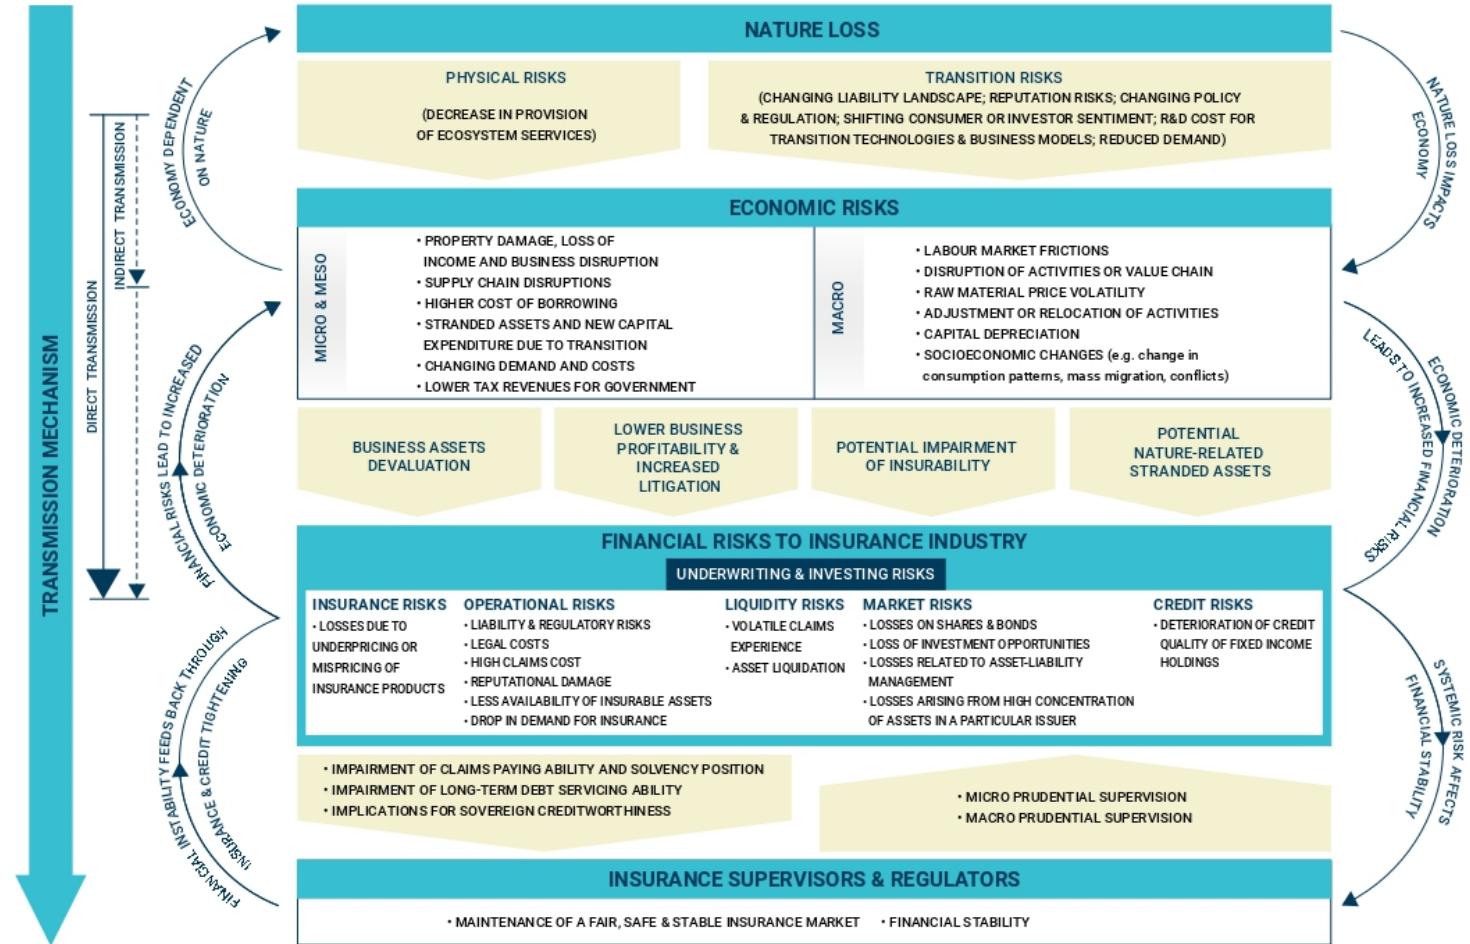 NATURE LOSS
PHYSICAL RISKS
(DECREASE IN PROVISION
OF ECOSYSTEM SEERVICES)
TRANSITION RISKS
(CHANGING LIABILITY LANDSCAPE; REPUTATION RISKS; CHANGING POLICY
& REGULATION; SHIFTING CONSUMER OR INVESTOR SENTIMENT; R&D COST FOR
TRANSITION TECHNOLOGIES & BUSINESS MODELS; REDUCED DEMAND)
ECONOMIC RISKS
MICRO & MESO
• PROPERTY DAMAGE, LOSS OF
INCOME AND BUSINESS DISRUPTION
• SUPPLY CHAIN DISRUPTIONS
• HIGHER COST OF BORROWING
• STRANDED ASSETS AND NEW CAPITAL
EXPENDITURE DUE TO TRANSITION
• CHANGING DEMAND AND COSTS
• LOWER TAX REVENUES FOR GOVERNMENT
MACRO
• LABOUR MARKET FRICTIONS
• DISRUPTION OF ACTIVITIES OR VALUE CHAIN
• RAW MATERIAL PRICE VOLATILITY
• ADJUSTMENT OR RELOCATION OF ACTIVITIES
• CAPITAL DEPRECIATION
• SOCIOECONOMIC CHANGES (e.g. change in
consumption patterns, mass migration, conflicts)
BUSINESS ASSETS
DEVALUATION
LOWER BUSINESS
PROFITABILITY &
INCREASED
LITIGATION
POTENTIAL IMPAIRMENT
OF INSURABILITY
POTENTIAL
NATURE-RELATED
STRANDED ASSETS
FINANCIAL RISKS TO INSURANCE INDUSTRY
UNDERWRITING & INVESTING RISKS
INSURANCE RISKS
• LOSSES DUE TO
UNDERPRICING OR
MISPRICING OF
INSURANCE PRODUCTS
OPERATIONAL RISKS
• LIABILITY & REGULATORY RISKS
• LEGAL COSTS
• HIGH CLAIMS COST
• REPUTATIONAL DAMAGE
• LESS AVAILABILITY OF INSURABLE ASSETS
• DROP IN DEMAND FOR INSURANCE
LIQUIDITY RISKS
• VOLATILE CLAIMS
EXPERIENCE
• ASSET LIQUIDATION
MARKET RISKS
• LOSSES ON SHARES & BONDS
• LOSS OF INVESTMENT OPPORTUNITIES
• LOSSES RELATED TO ASSET-LIABILITY
MANAGEMENT
• LOSSES ARISING FROM HIGH CONCENTRATION
OF ASSETS IN A PARTICULAR ISSUER
CREDIT RISKS
• DETERIORATION OF CREDIT
QUALITY OF FIXED INCOME
HOLDINGS
• IMPAIRMENT OF CLAIMS PAYING ABILITY AND SOLVENCY POSITION
• IMPAIRMENT OF LONG-TERM DEBT SERVICING ABILITY
• IMPLICATIONS FOR SOVEREIGN CREDITWORTHINESS
• MICRO PRUDENTIAL SUPERVISION
• MACRO PRUDENTIAL SUPERVISION
INSURANCE SUPERVISORS & REGULATORS
• MAINTENANCE OF A FAIR, SAFE & STABLE INSURANCE MARKET • FINANCIAL STABILITY
TRANSMISSION MECHANISM
DIRECT TRANSMISSION
INDIRECT TRANSMISSION
ECONOMY DEPENDENT
ON NATURE
FINANCIAL RISKS LEAD TO INCREASED
ECONOMIC DETERIORATION
FINANCIAL INSTABILITY FEEDS BACK THROUGH
INSURANCE & CREDIT TIGHTENING
NATURE LOSS IMPACTS
ECONOMY
ECONOMIC DETERIORATION
LEADS TO INCREASED FINANCIAL RISKS
SYSTEMIC RISK AFFECTS
FINANCIAL STABILITY